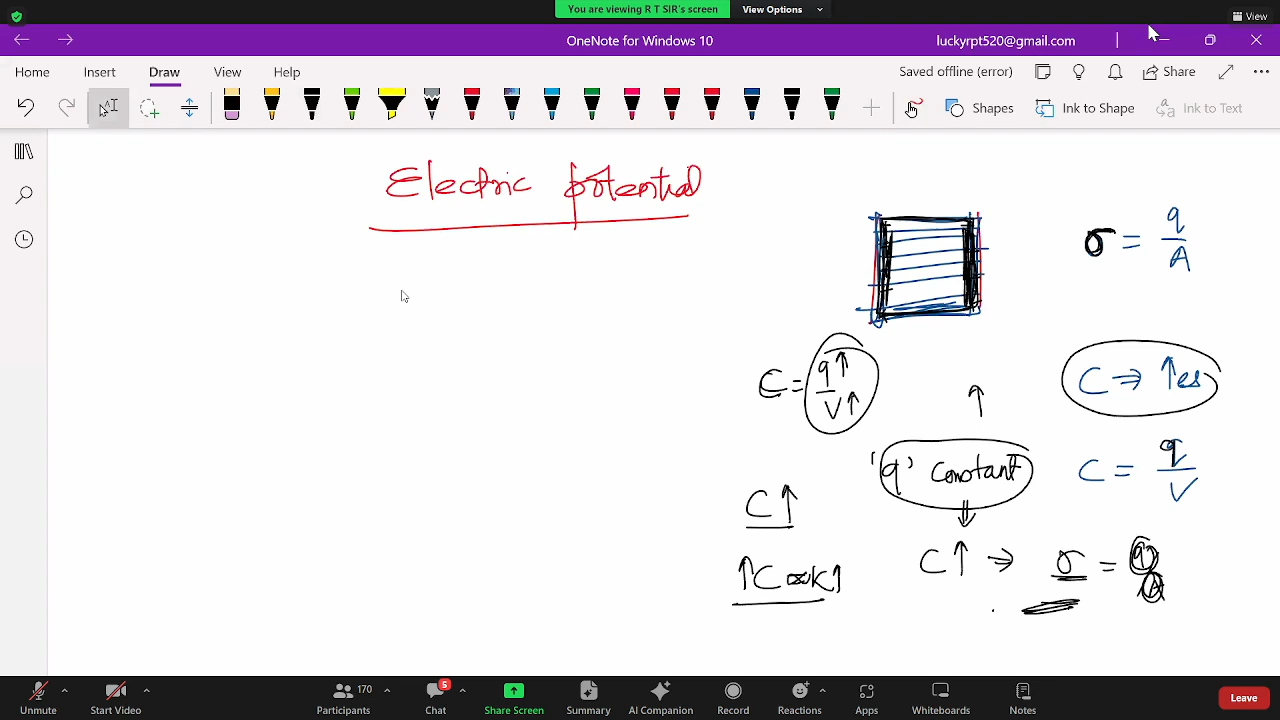 You are viewing R T SIR's screen
View Options
View
OneNote for Windows 10
luckyrpt520@gmail.com
Home Insert Draw View Help
Saved offline (error)
Share
Shapes
Ink to Shape
Ink to Text
Electric potential
σ = q/A
C = q↑/V↑
C ⇒ ↑es
↑
'q' constant
C = q/V
⇓
C↑
C↑ → σ = q/A
↑C ∝ K↑
Unmute
Start Video
Participants 170
Chat 5
Share Screen
Summary
AI Companion
Record
Reactions
Apps
Whiteboards
Notes
Leave